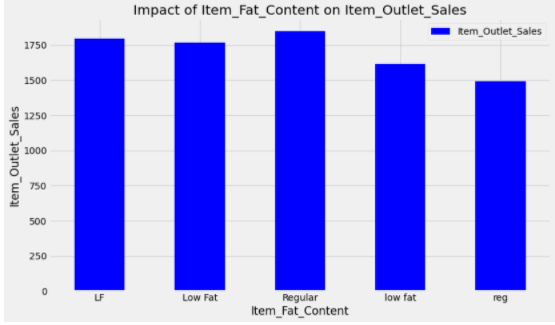 Impact of Item_Fat_Content on Item_Outlet_Sales
Item_Outlet_Sales
Item_Outlet_Sales
1750
1500
1250
1000
750
500
250
0
LF Low Fat Regular low fat reg
Item_Fat_Content